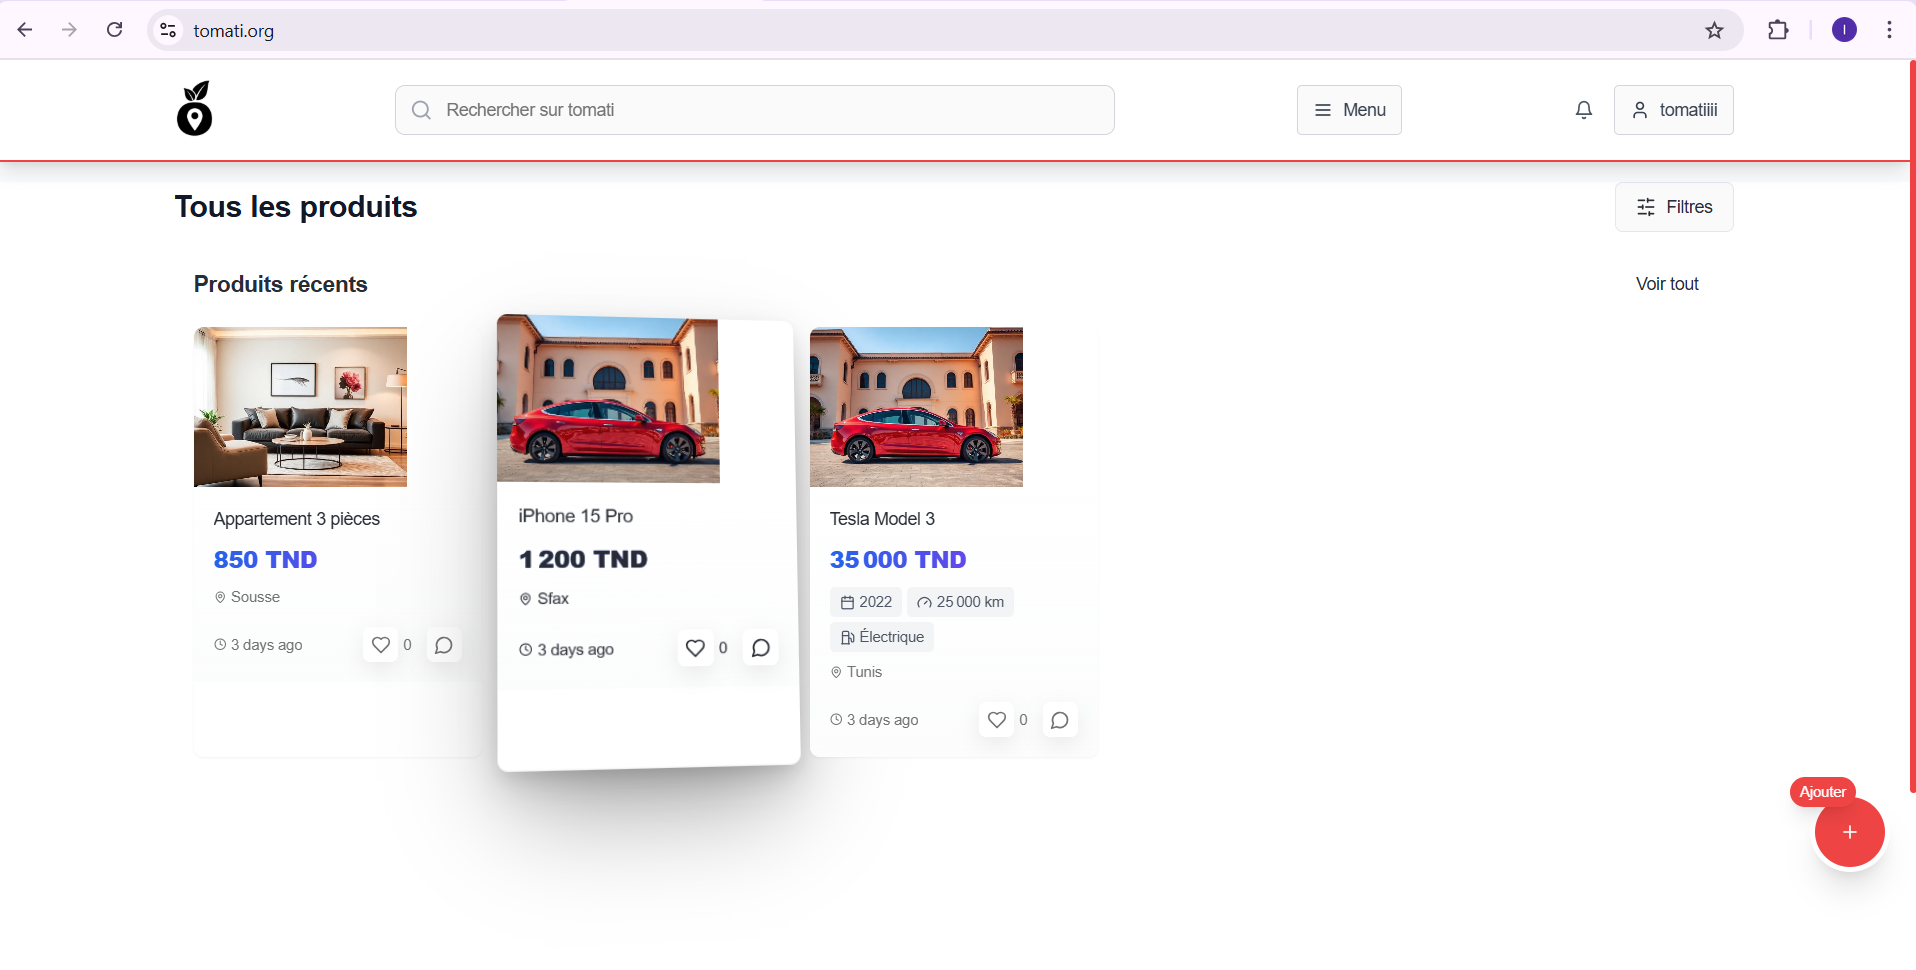 tomati.org
Rechercher sur tomati
Menu
tomatiiii
Tous les produits
Filtres
Produits récents
Voir tout
Appartement 3 pièces
850 TND
Sousse
3 days ago
0
iPhone 15 Pro
1 200 TND
Sfax
3 days ago
0
Tesla Model 3
35 000 TND
2022
25 000 km
Électrique
Tunis
3 days ago
0
Ajouter
I